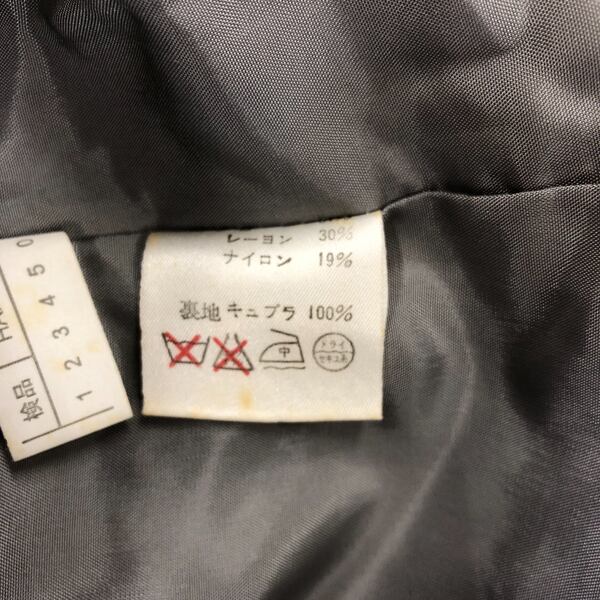 レーヨン 30%
ナイロン 19%
裏地 キュプラ 100%
中
ドライ
セキユ系
検品
1 2 3 4 5 0